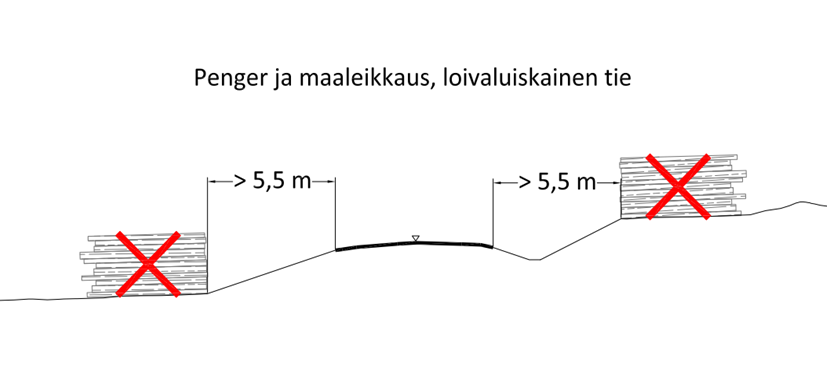 Penger ja maaleikkaus, loivaluiskainen tie
> 5,5 m
> 5,5 m